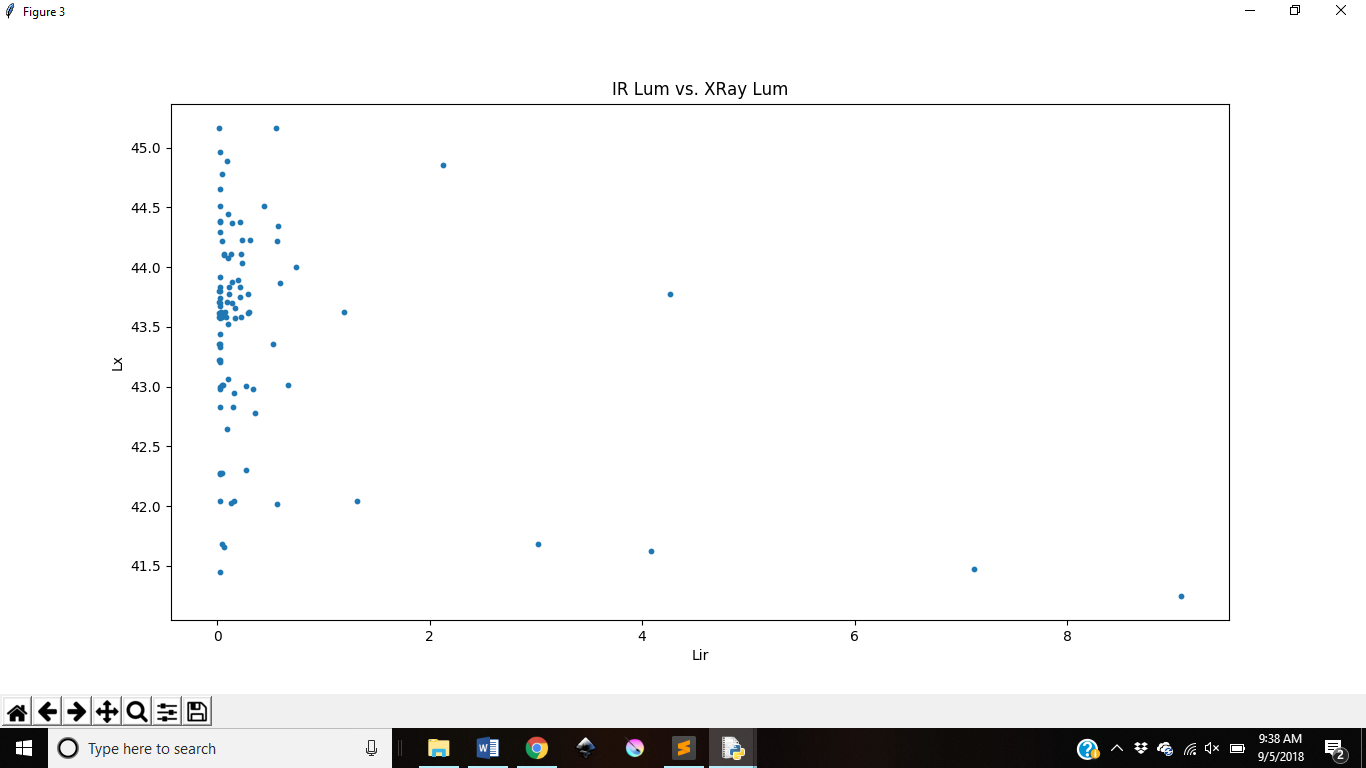 Figure 3
IR Lum vs. XRay Lum
45.0
44.5
44.0
43.5
43.0
42.5
42.0
41.5
Lx
0 2 4 6 8
Lir
Type here to search
9:38 AM
9/5/2018
2